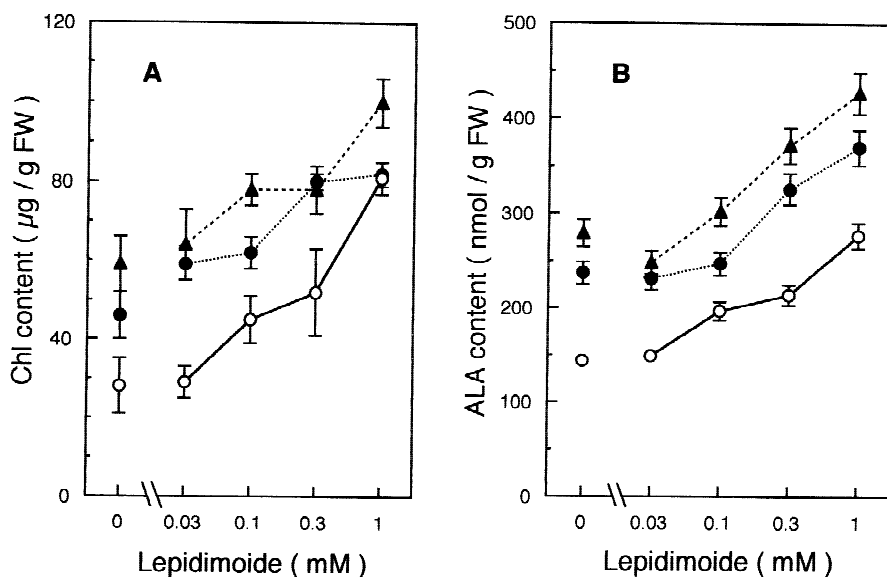 A
Chl content ( µg / g FW )
120
80
40
0
0 0.03 0.1 0.3 1
Lepidimoide ( mM )
B
ALA content ( nmol / g FW )
500
400
300
200
100
0
0 0.03 0.1 0.3 1
Lepidimoide ( mM )